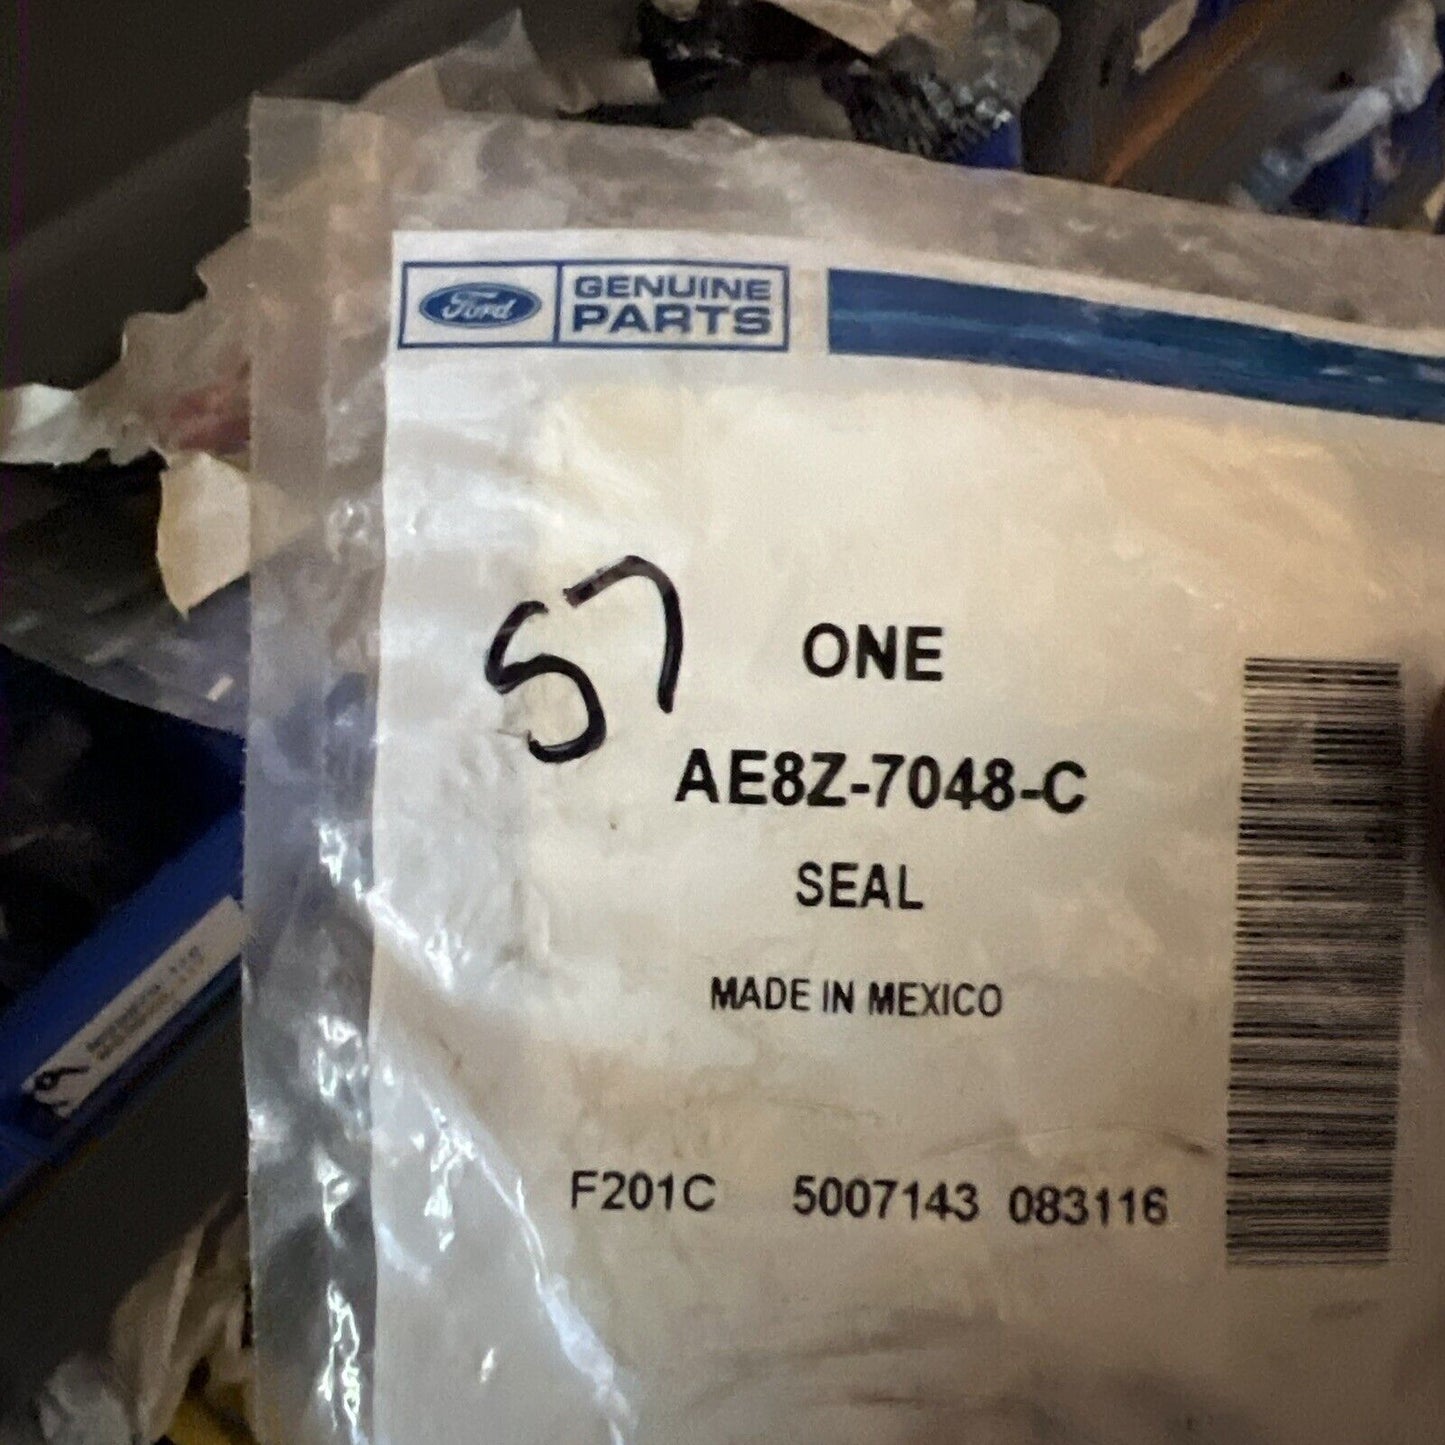 Ford
GENUINE
PARTS
57
ONE
AE8Z-7048-C
SEAL
MADE IN MEXICO
F201C 5007143 083116